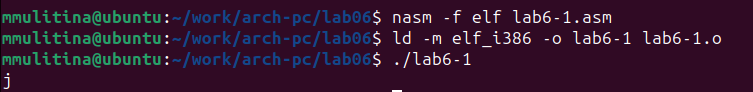 mmulitina@ubuntu:~/work/arch-pc/lab06$ nasm -f elf lab6-1.asm
mmulitina@ubuntu:~/work/arch-pc/lab06$ ld -m elf_i386 -o lab6-1 lab6-1.o
mmulitina@ubuntu:~/work/arch-pc/lab06$ ./lab6-1
j